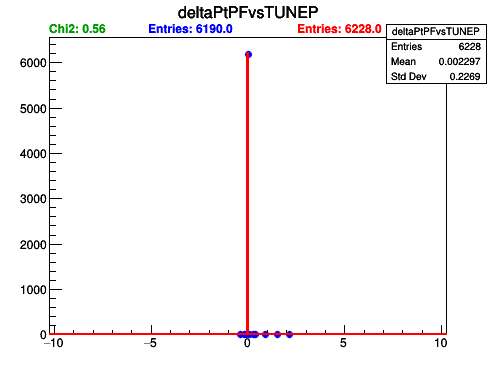 deltaPtPFvsTUNEP
Chi2: 0.56 Entries: 6190.0 Entries: 6228.0
deltaPtPFvsTUNEP
Entries 6228
Mean 0.002297
Std Dev 0.2269
6000
5000
4000
3000
2000
1000
0
−10 −5 0 5 10